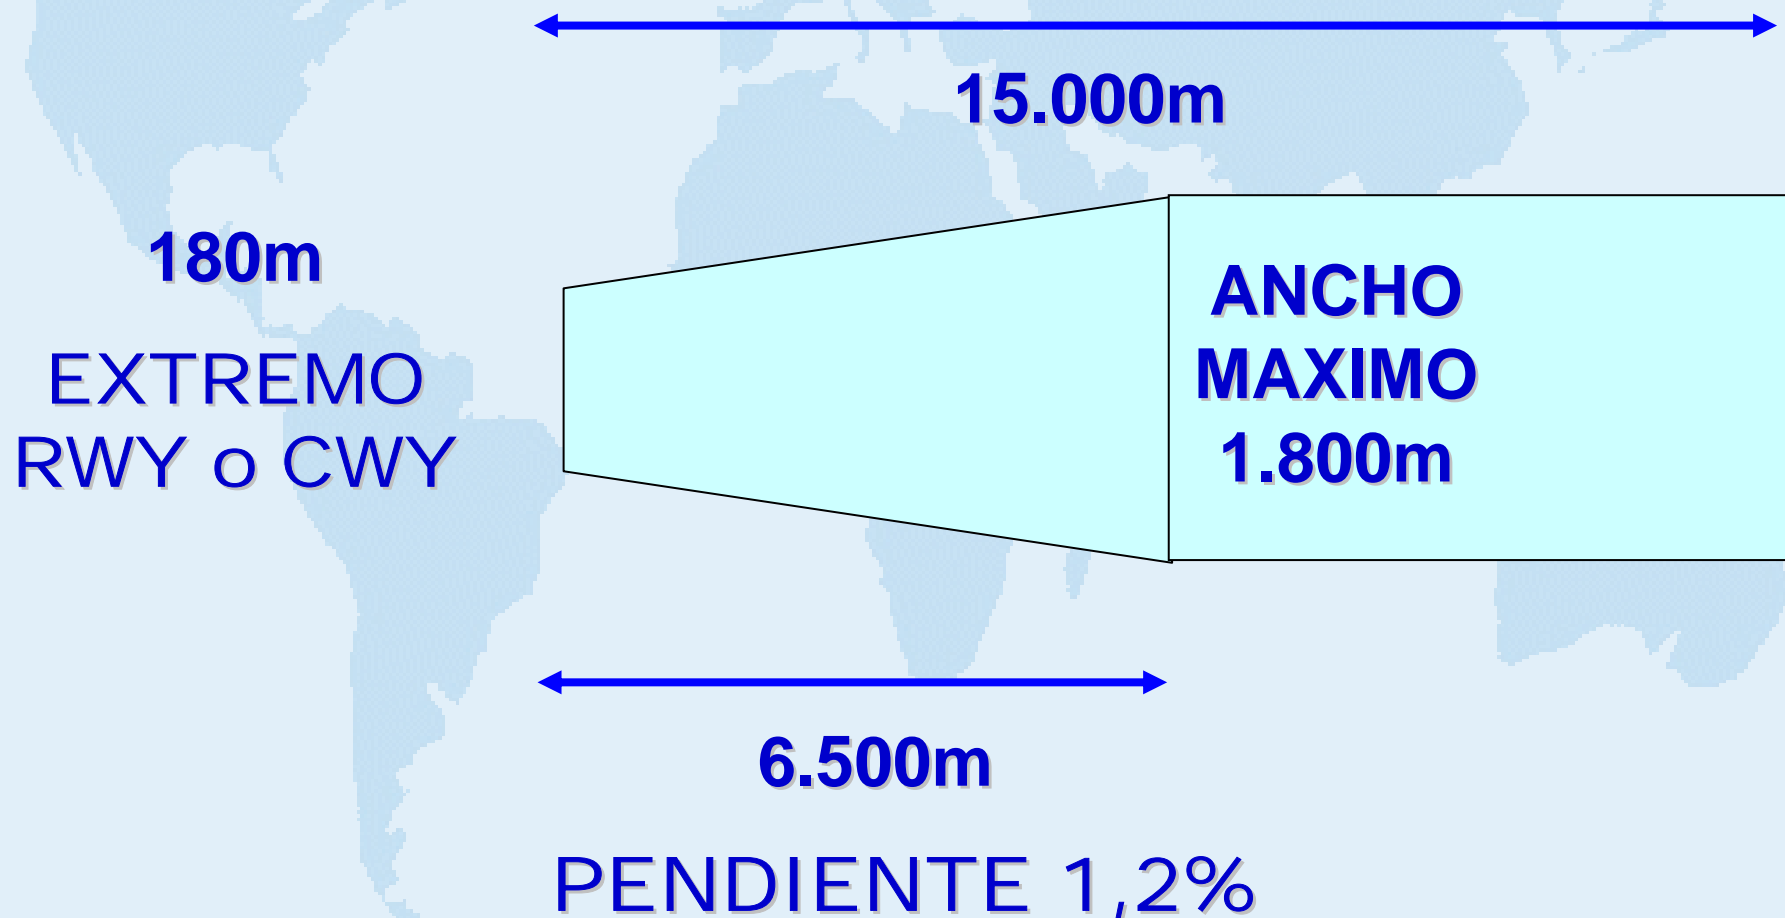 15.000m
180m
EXTREMO
RWY o CWY
ANCHO
MAXIMO
1.800m
6.500m
PENDIENTE 1,2%